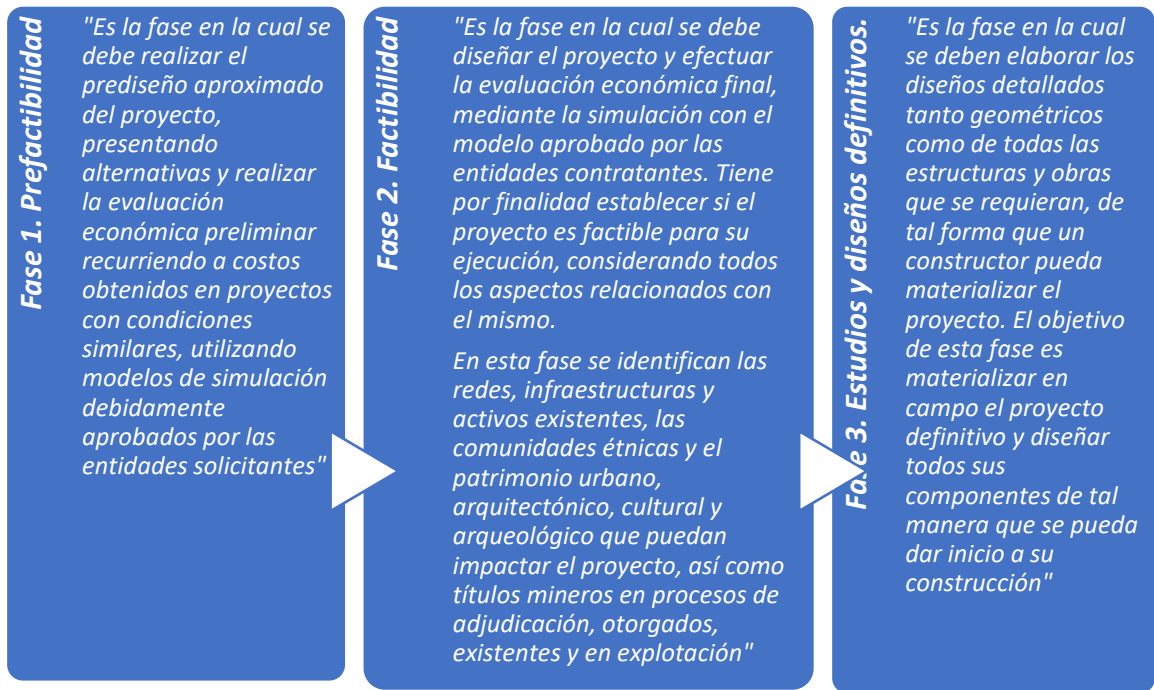 Fase 1. Prefactibilidad
"Es la fase en la cual se
debe realizar el
prediseño aproximado
del proyecto,
presentando
alternativas y realizar
la evaluación
económica preliminar
recurriendo a costos
obtenidos en proyectos
con condiciones
similares, utilizando
modelos de simulación
debidamente
aprobados por las
entidades solicitantes"
Fase 2. Factibilidad
"Es la fase en la cual se debe
diseñar el proyecto y efectuar
la evaluación económica final,
mediante la simulación con el
modelo aprobado por las
entidades contratantes. Tiene
por finalidad establecer si el
proyecto es factible para su
ejecución, considerando todos
los aspectos relacionados con
el mismo.
En esta fase se identifican las
redes, infraestructuras y
activos existentes, las
comunidades étnicas y el
patrimonio urbano,
arquitectónico, cultural y
arqueológico que puedan
impactar el proyecto, así como
títulos mineros en procesos de
adjudicación, otorgados,
existentes y en explotación"
Fase 3. Estudios y diseños definitivos.
"Es la fase en la cual
se deben elaborar los
diseños detallados
tanto geométricos
como de todas las
estructuras y obras
que se requieran, de
tal forma que un
constructor pueda
materializar el
proyecto. El objetivo
de esta fase es
materializar en
campo el proyecto
definitivo y diseñar
todos sus
componentes de tal
manera que se pueda
dar inicio a su
construcción"